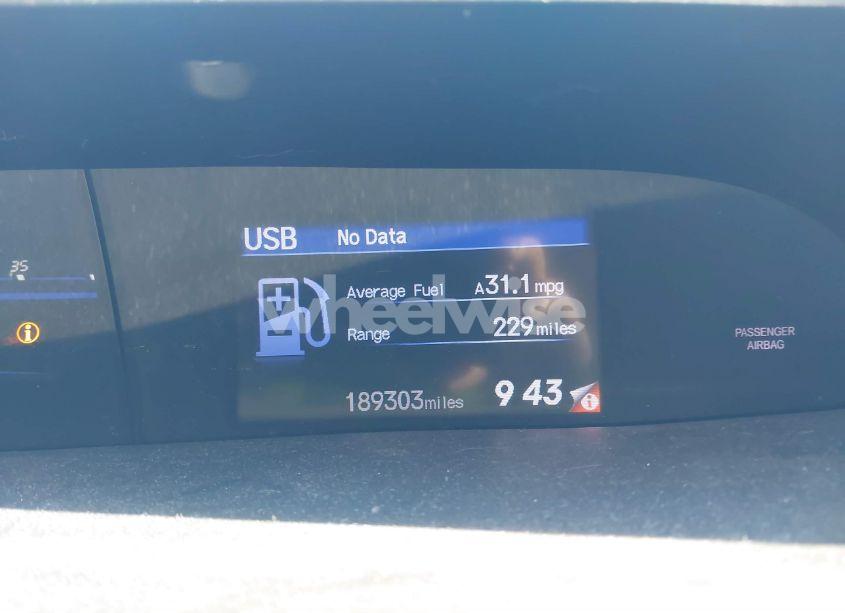 USB No Data
35
Average Fuel A31.1 mpg
wheelwise
Range 229 miles
PASSENGER
AIRBAG
189303 miles 9 43